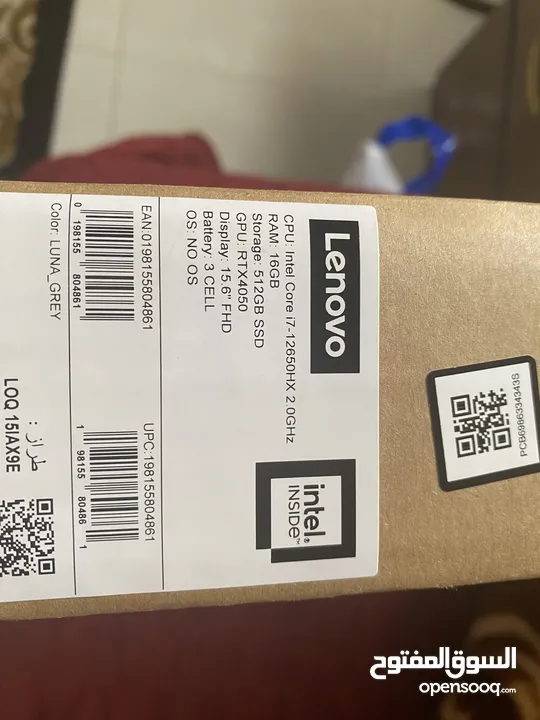 Lenovo
CPU: Intel Core i7-12650HX 2.0GHz
RAM: 16GB
Storage: 512GB SSD
GPU: RTX4050
Display: 15.6" FHD
Battery: 3 CELL
OS: NO OS
intel.
INSIDE™
EAN:0198155804861
0 198155 804861
UPC:198155804861
1 98155 80486 1
Color: LUNA_GREY
طراز :
LOQ 15IAX9E
PCB69B6334343S
السوق المفتوح
opensooq.com